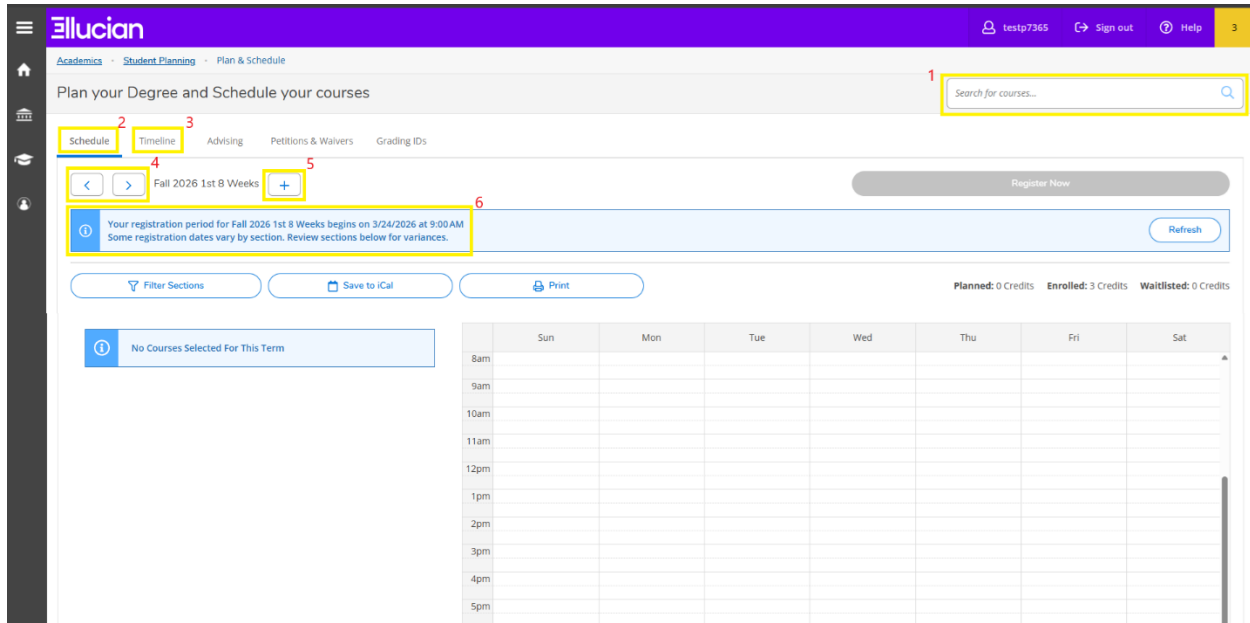 Ellucian
testp7365 Sign out Help 3
Academics · Student Planning · Plan & Schedule
1
Plan your Degree and Schedule your courses
Search for courses...
2 3
Schedule Timeline Advising Petitions & Waivers Grading IDs
4 5
Fall 2026 1st 8 Weeks +
Register Now
6
Your registration period for Fall 2026 1st 8 Weeks begins on 3/24/2026 at 9:00 AM
Some registration dates vary by section. Review sections below for variances.
Refresh
Filter Sections Save to iCal Print
Planned: 0 Credits Enrolled: 3 Credits Waitlisted: 0 Credits
No Courses Selected For This Term
Sun Mon Tue Wed Thu Fri Sat
8am
9am
10am
11am
12pm
1pm
2pm
3pm
4pm
5pm